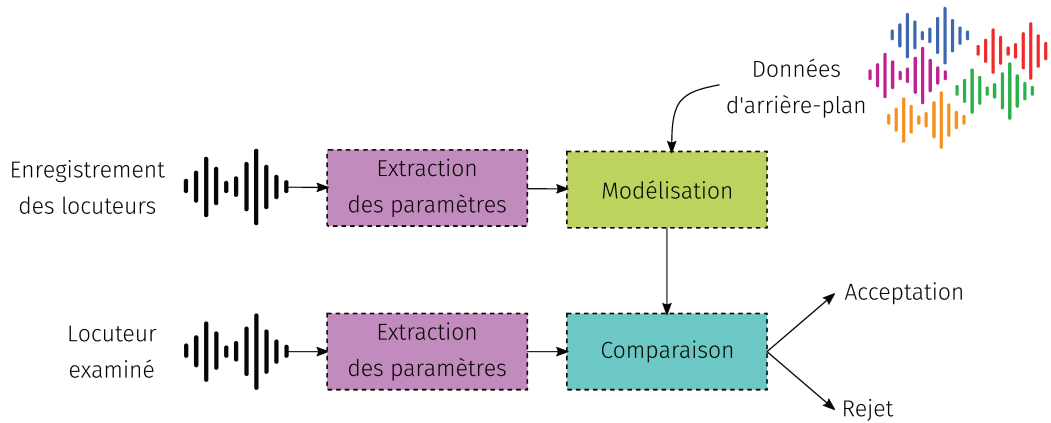 Données
d'arrière-plan
Enregistrement
des locuteurs
Extraction
des paramètres
Modélisation
Locuteur
examiné
Extraction
des paramètres
Comparaison
Acceptation
Rejet